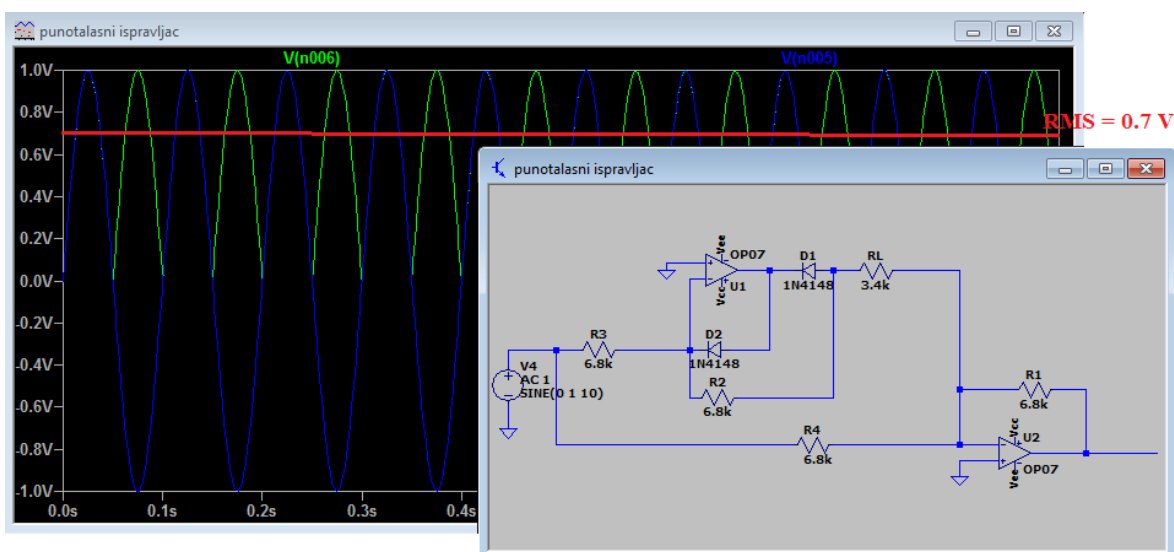 punotalasni ispravljac
V(n006)
V(n005)
1.0V
0.8V
0.6V
0.4V
0.2V
0.0V
-0.2V
-0.4V
-0.6V
-0.8V
-1.0V
0.0s
0.1s
0.2s
0.3s
0.4s
RMS = 0.7 V
punotalasni ispravljac
Vee
OP07
U1
Vcc
D1
1N4148
RL
3.4k
R3
6.8k
D2
1N4148
R2
6.8k
V4
AC 1
SINE(0 1 10)
R4
6.8k
R1
6.8k
Vcc
U2
OP07
Vee